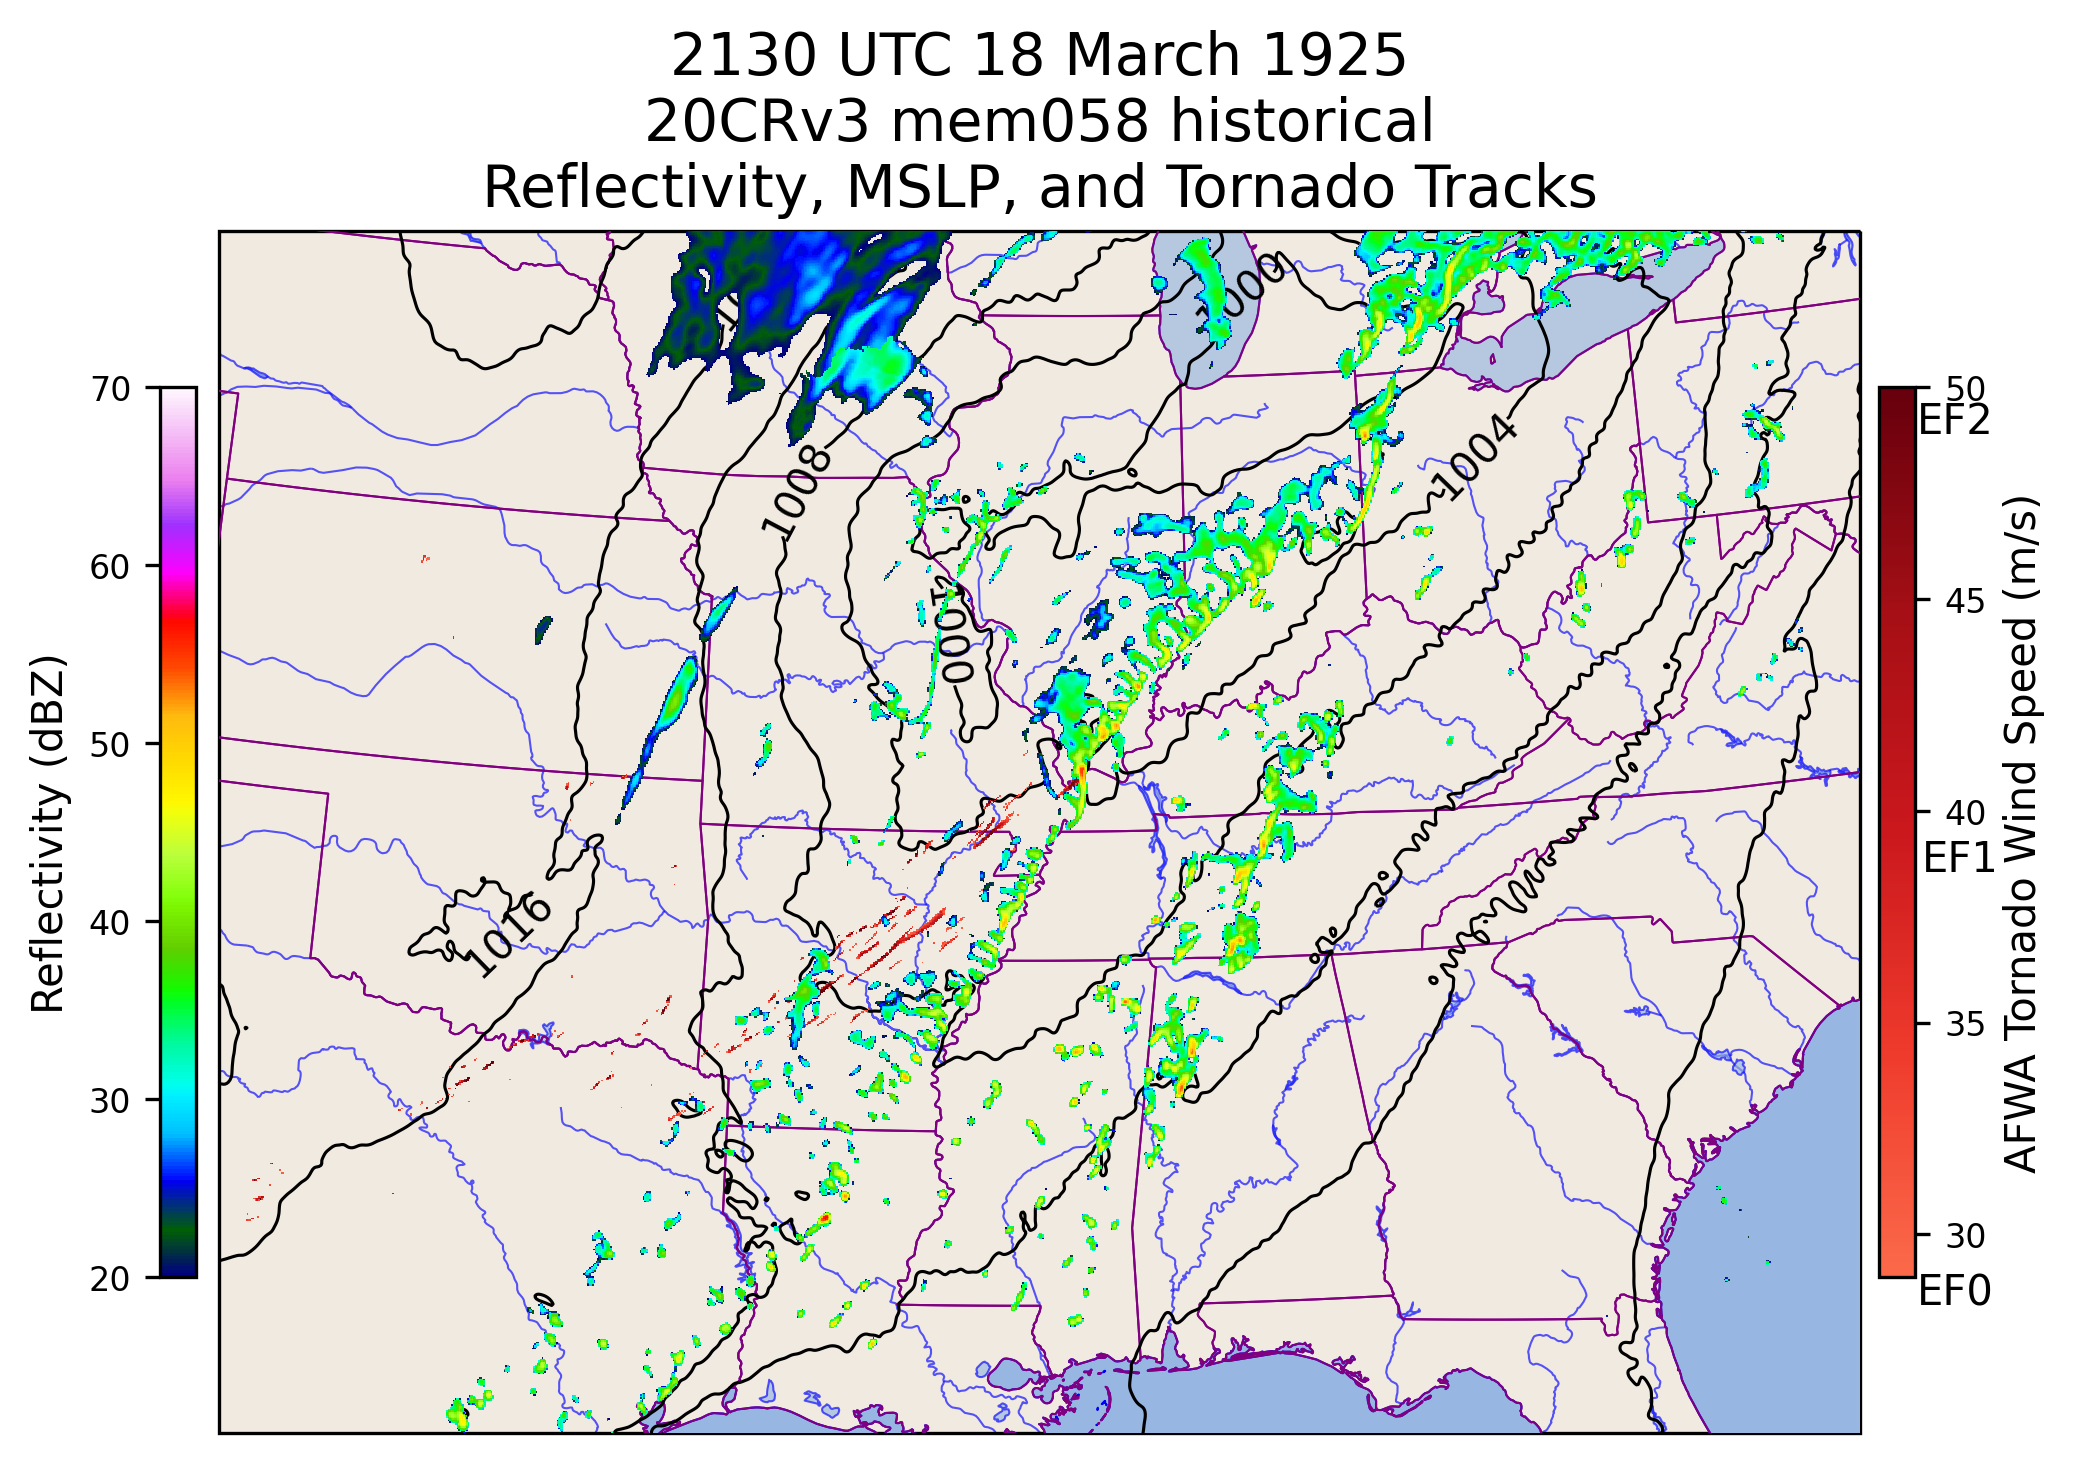 2130 UTC 18 March 1925
20CRv3 mem058 historical
Reflectivity, MSLP, and Tornado Tracks
70
60
50
40
30
20
Reflectivity (dBZ)
1000
1004
1008
1000
1016
50
EF2
45
40
EF1
35
30
EF0
AFWA Tornado Wind Speed (m/s)